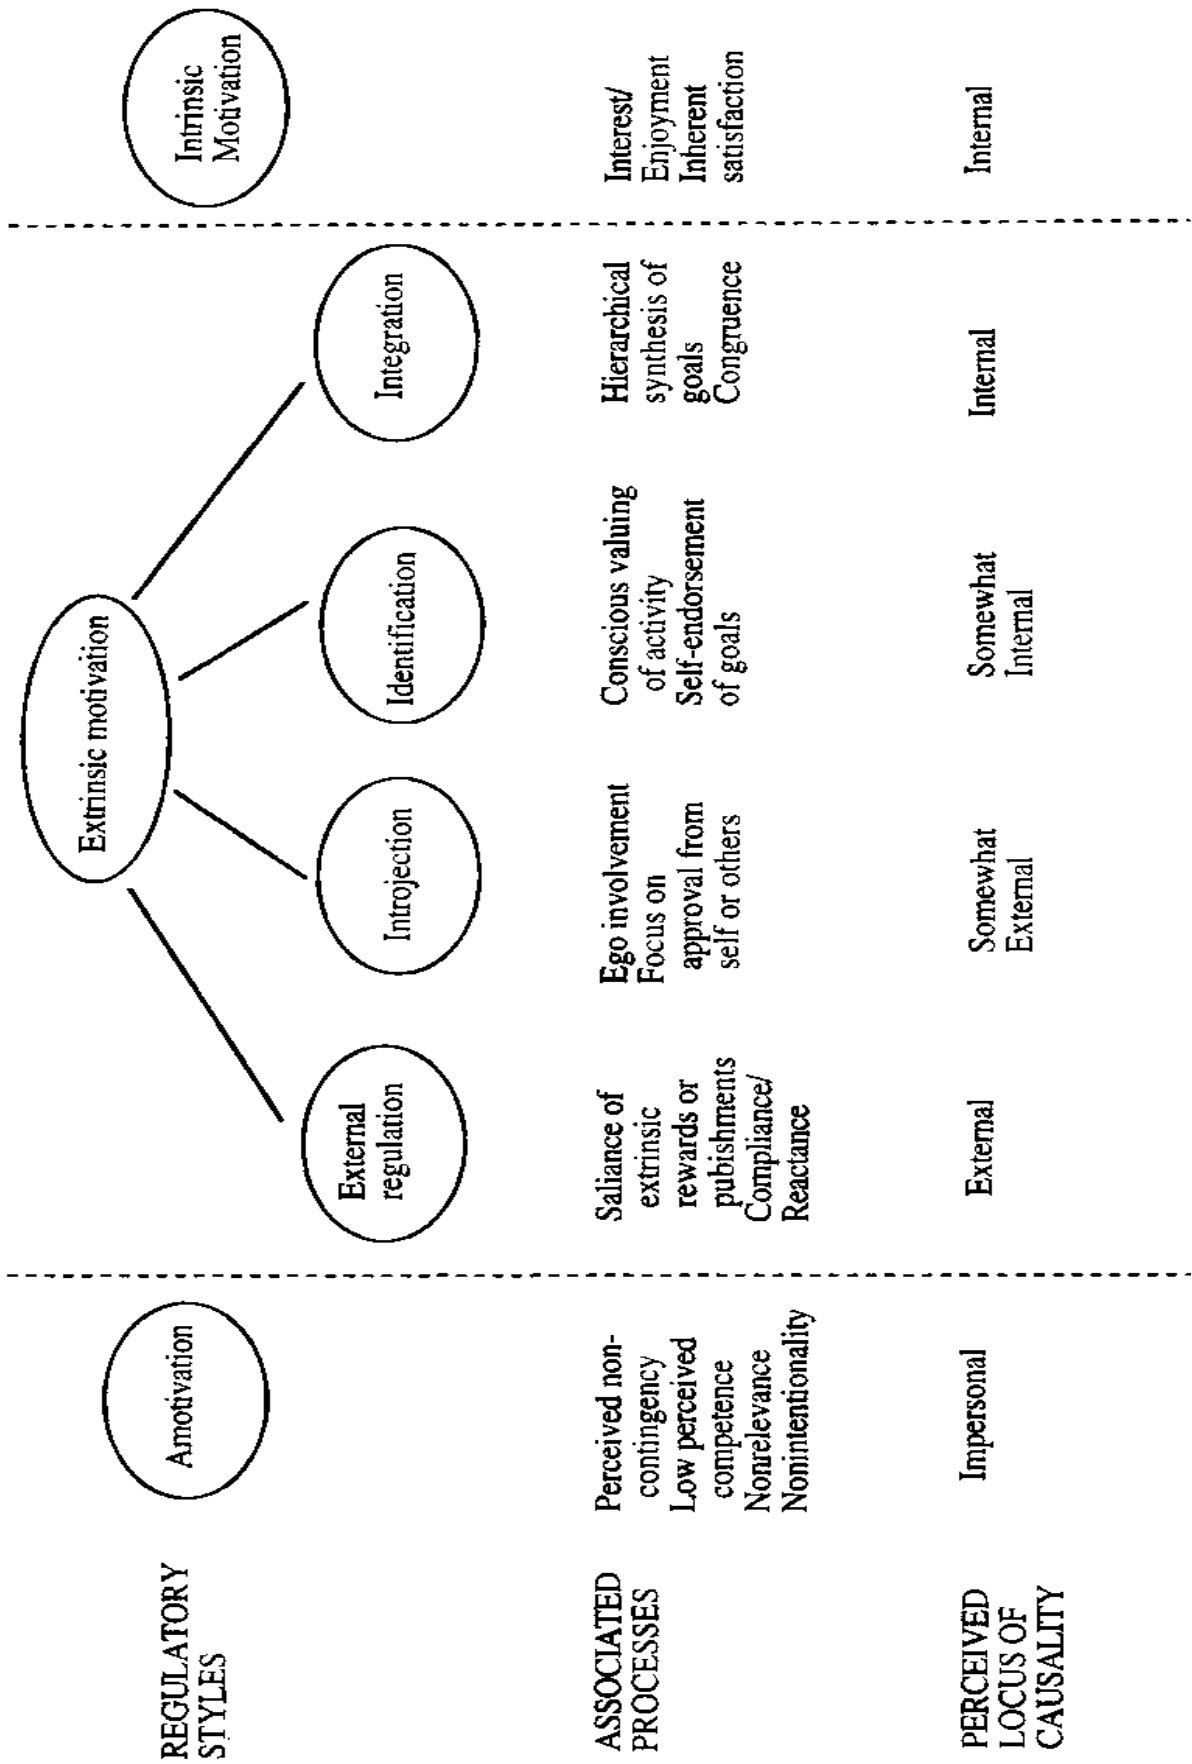 REGULATORY
STYLES
Amotivation
Extrinsic motivation
External
regulation
Introjection
Identification
Integration
Intrinsic
Motivation
ASSOCIATED
PROCESSES
Perceived non-
contingency
Low perceived
competence
Nonrelevance
Nonintentionality
Saliance of
extrinsic
rewards or
pubishments
Compliance/
Reactance
Ego involvement
Focus on
approval from
self or others
Conscious valuing
of activity
Self-endorsement
of goals
Hierarchical
synthesis of
goals
Congruence
Interest/
Enjoyment
Inherent
satisfaction
PERCEIVED
LOCUS OF
CAUSALITY
Impersonal
External
Somewhat
External
Somewhat
Internal
Internal
Internal